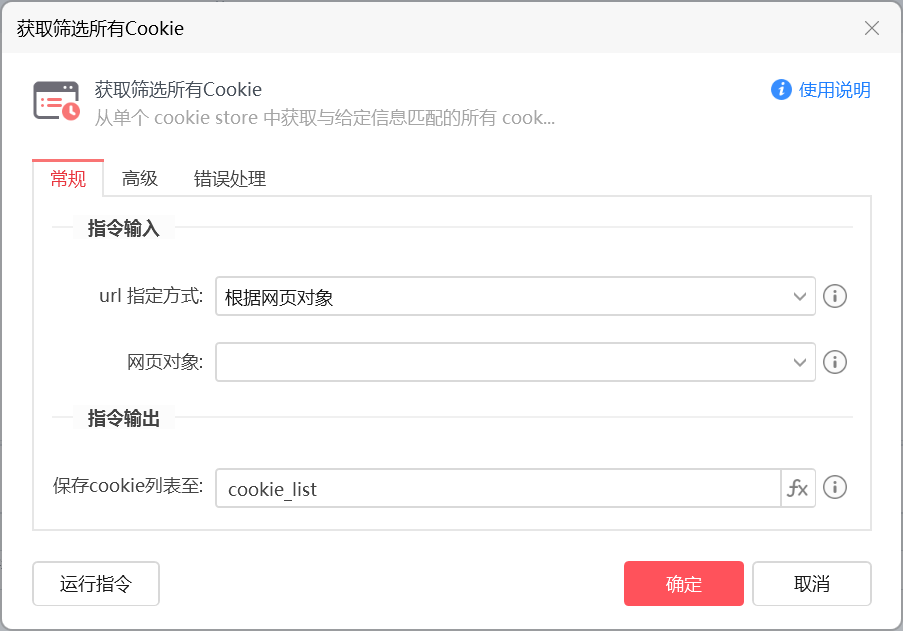 获取筛选所有Cookie
获取筛选所有Cookie
使用说明
从单个 cookie store 中获取与给定信息匹配的所有 cook...
常规 高级 错误处理
指令输入
url 指定方式: 根据网页对象
网页对象:
指令输出
保存cookie列表至: cookie_list fx
运行指令 确定 取消